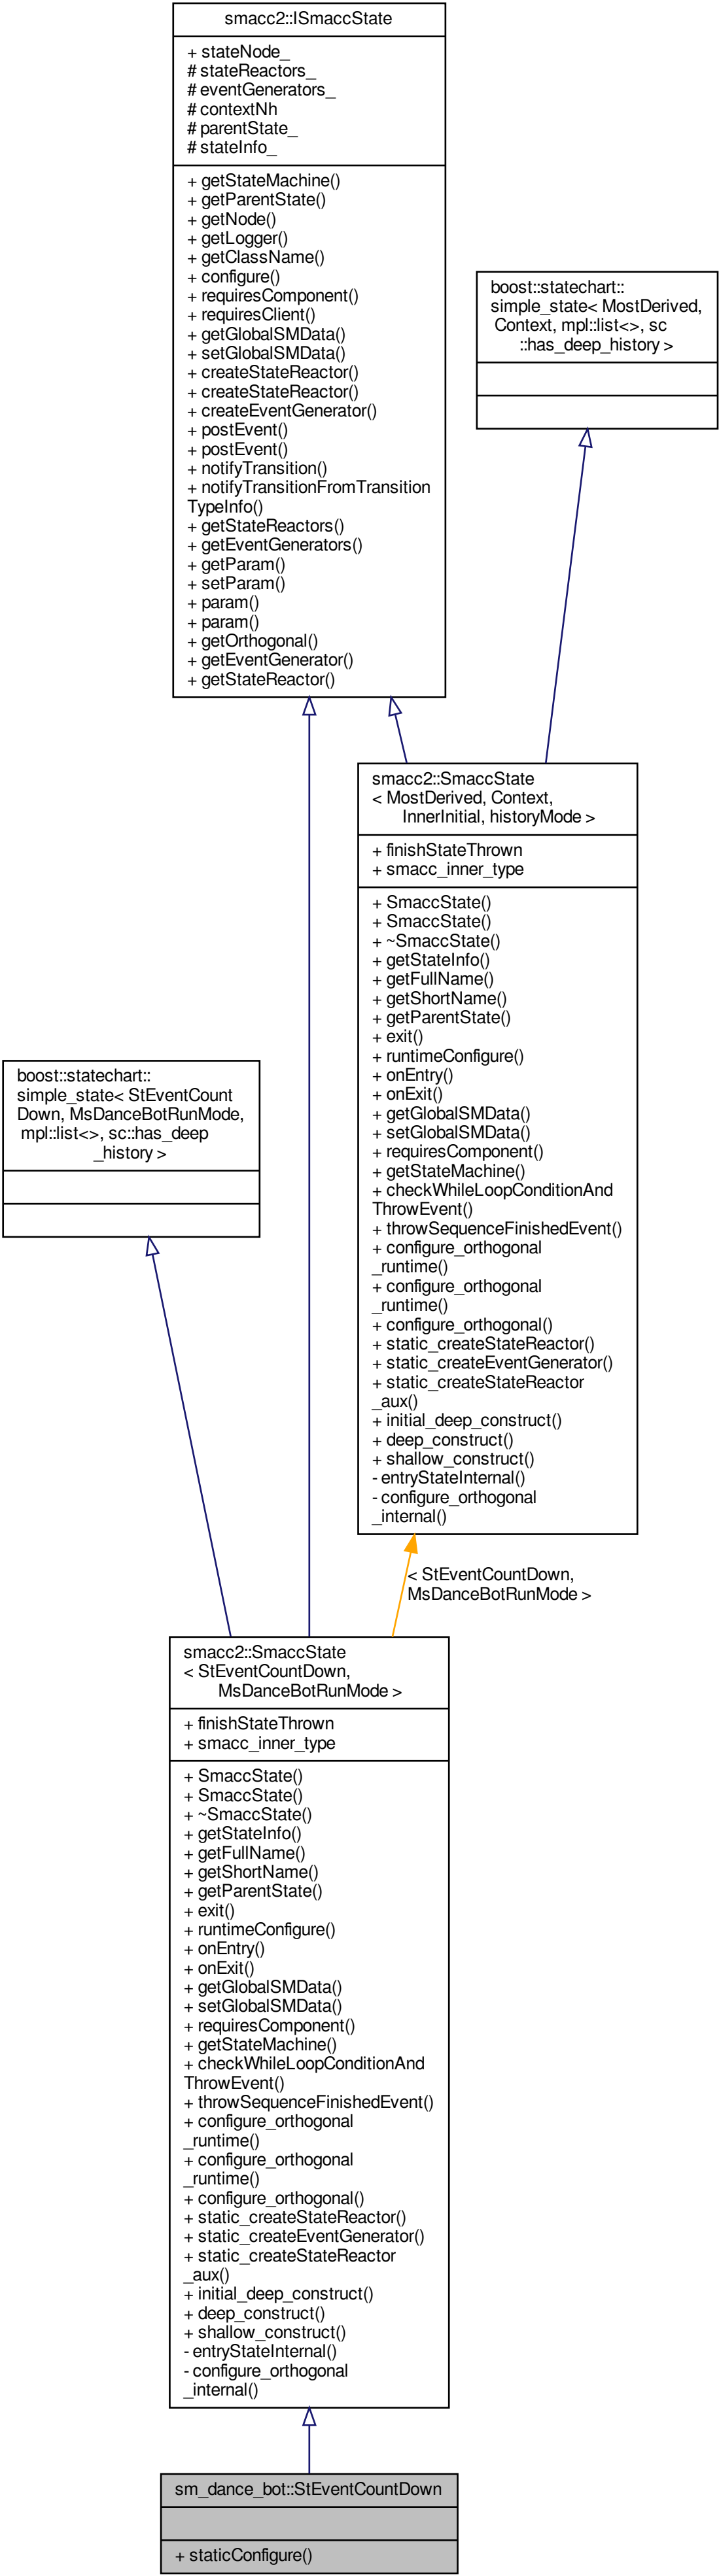 smacc2::ISmaccState
+ stateNode_
# stateReactors_
# eventGenerators_
# contextNh
# parentState_
# stateInfo_
+ getStateMachine()
+ getParentState()
+ getNode()
+ getLogger()
+ getClassName()
+ configure()
+ requiresComponent()
+ requiresClient()
+ getGlobalSMData()
+ setGlobalSMData()
+ createStateReactor()
+ createStateReactor()
+ createEventGenerator()
+ postEvent()
+ postEvent()
+ notifyTransition()
+ notifyTransitionFromTransition
TypeInfo()
+ getStateReactors()
+ getEventGenerators()
+ getParam()
+ setParam()
+ param()
+ param()
+ getOrthogonal()
+ getEventGenerator()
+ getStateReactor()
boost::statechart::
simple_state< MostDerived,
Context, mpl::list<>, sc
::has_deep_history >
smacc2::SmaccState
< MostDerived, Context,
InnerInitial, historyMode >
+ finishStateThrown
+ smacc_inner_type
+ SmaccState()
+ SmaccState()
+ ~SmaccState()
+ getStateInfo()
+ getFullName()
+ getShortName()
+ getParentState()
+ exit()
+ runtimeConfigure()
+ onEntry()
+ onExit()
+ getGlobalSMData()
+ setGlobalSMData()
+ requiresComponent()
+ getStateMachine()
+ checkWhileLoopConditionAnd
ThrowEvent()
+ throwSequenceFinishedEvent()
+ configure_orthogonal
_runtime()
+ configure_orthogonal
_runtime()
+ configure_orthogonal()
+ static_createStateReactor()
+ static_createEventGenerator()
+ static_createStateReactor
_aux()
+ initial_deep_construct()
+ deep_construct()
+ shallow_construct()
- entryStateInternal()
- configure_orthogonal
_internal()
boost::statechart::
simple_state< StEventCount
Down, MsDanceBotRunMode,
mpl::list<>, sc::has_deep
_history >
< StEventCountDown,
MsDanceBotRunMode >
smacc2::SmaccState
< StEventCountDown,
MsDanceBotRunMode >
+ finishStateThrown
+ smacc_inner_type
+ SmaccState()
+ SmaccState()
+ ~SmaccState()
+ getStateInfo()
+ getFullName()
+ getShortName()
+ getParentState()
+ exit()
+ runtimeConfigure()
+ onEntry()
+ onExit()
+ getGlobalSMData()
+ setGlobalSMData()
+ requiresComponent()
+ getStateMachine()
+ checkWhileLoopConditionAnd
ThrowEvent()
+ throwSequenceFinishedEvent()
+ configure_orthogonal
_runtime()
+ configure_orthogonal
_runtime()
+ configure_orthogonal()
+ static_createStateReactor()
+ static_createEventGenerator()
+ static_createStateReactor
_aux()
+ initial_deep_construct()
+ deep_construct()
+ shallow_construct()
- entryStateInternal()
- configure_orthogonal
_internal()
sm_dance_bot::StEventCountDown
+ staticConfigure()